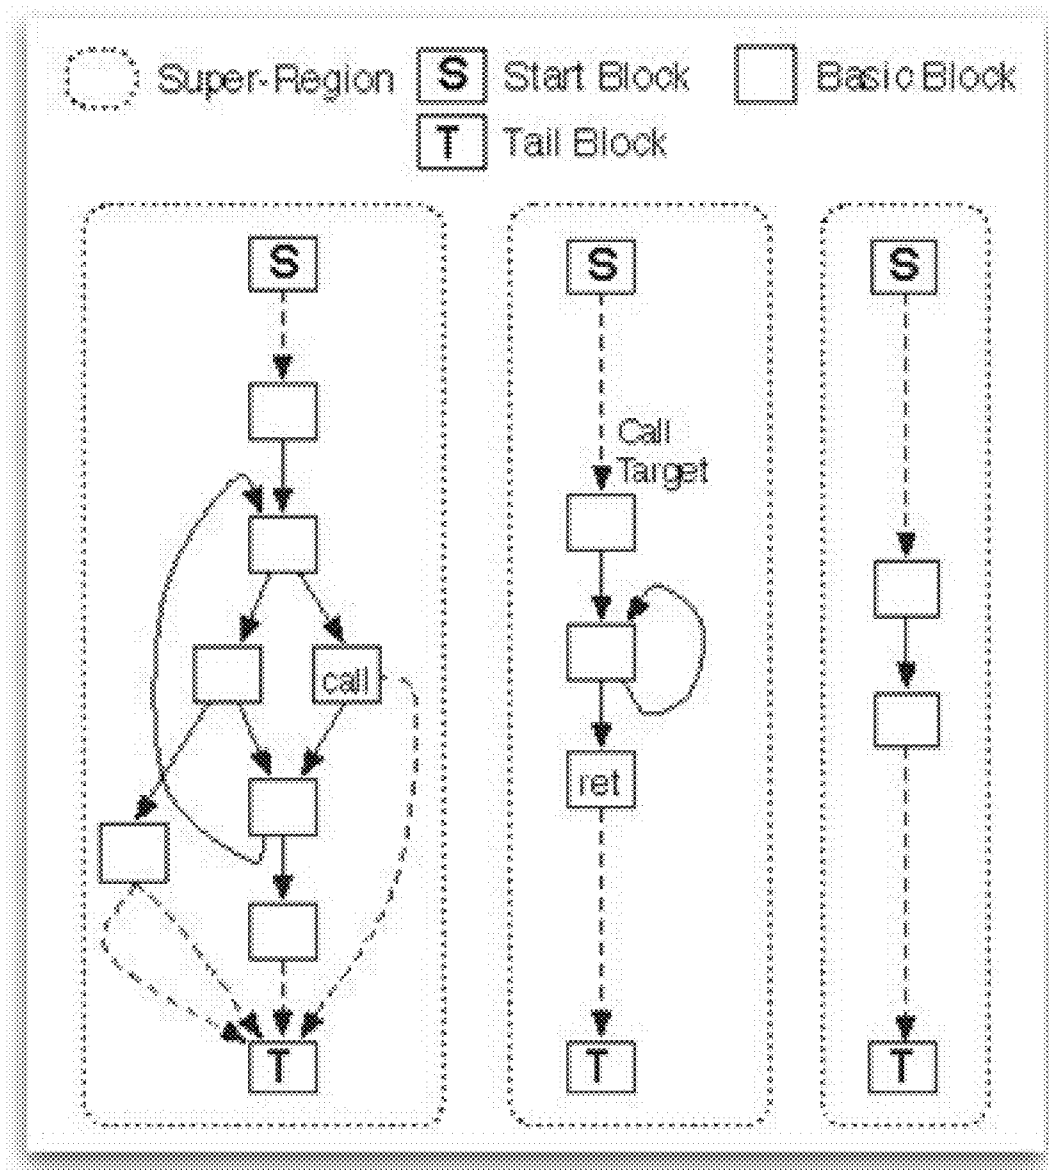 Super-Region
S Start Block
Basic Block
T Tail Block
S
S
S
Call
Target
call
ret
T
T
T